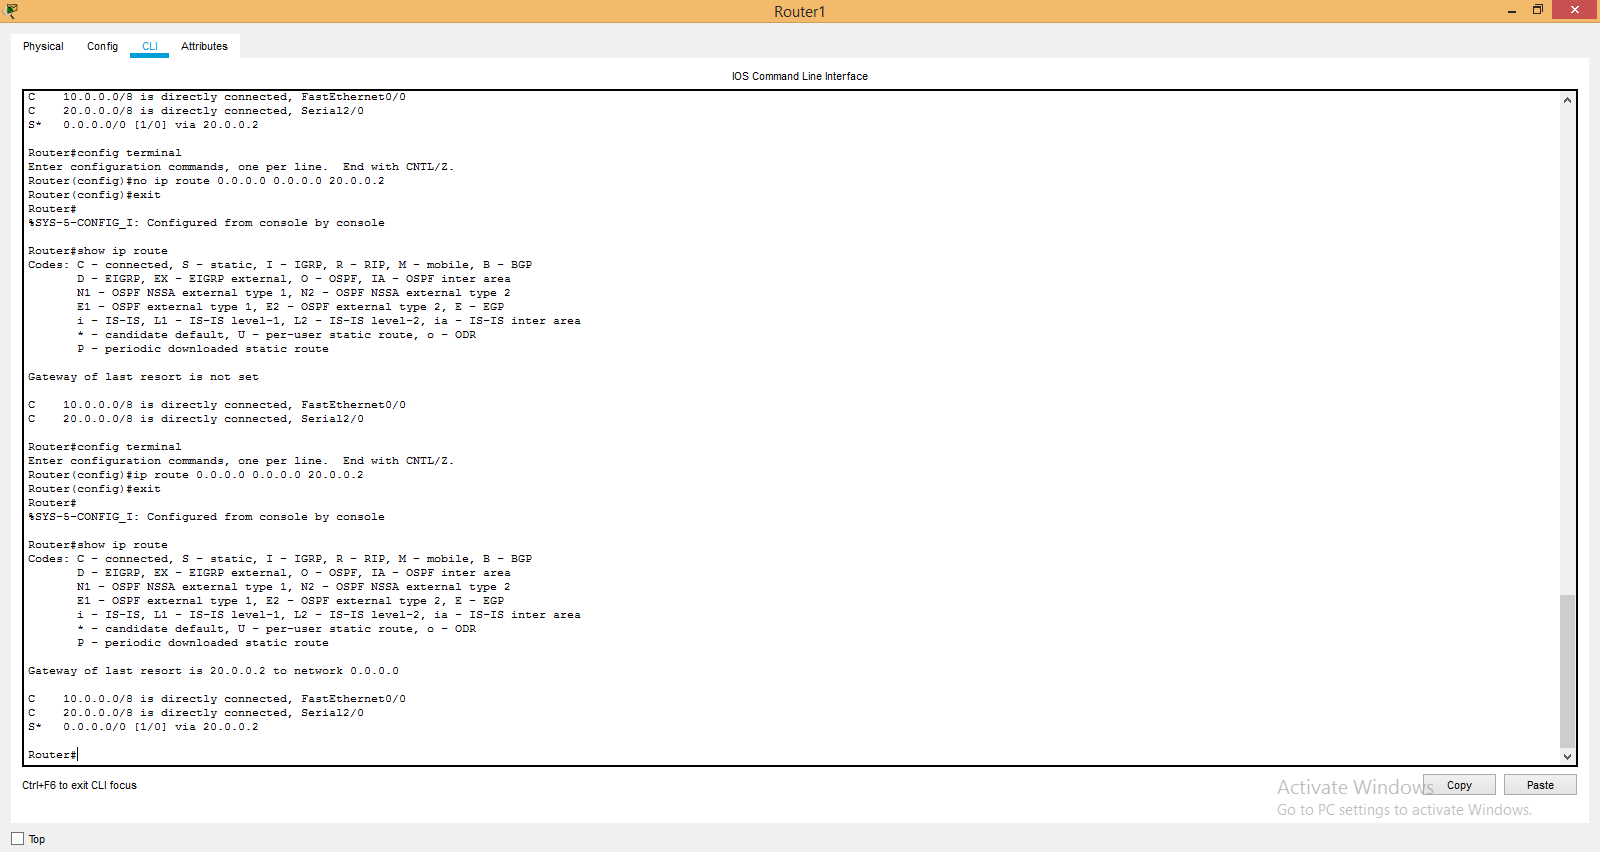 Router1
Physical Config CLI Attributes
IOS Command Line Interface
C    10.0.0.0/8 is directly connected, FastEthernet0/0
C    20.0.0.0/8 is directly connected, Serial2/0
S*   0.0.0.0/0 [1/0] via 20.0.0.2
Router#config terminal
Enter configuration commands, one per line.  End with CNTL/Z.
Router(config)#no ip route 0.0.0.0 0.0.0.0 20.0.0.2
Router(config)#exit
Router#
%SYS-5-CONFIG_I: Configured from console by console
Router#show ip route
Codes: C - connected, S - static, I - IGRP, R - RIP, M - mobile, B - BGP
       D - EIGRP, EX - EIGRP external, O - OSPF, IA - OSPF inter area
       N1 - OSPF NSSA external type 1, N2 - OSPF NSSA external type 2
       E1 - OSPF external type 1, E2 - OSPF external type 2, E - EGP
       i - IS-IS, L1 - IS-IS level-1, L2 - IS-IS level-2, ia - IS-IS inter area
       * - candidate default, U - per-user static route, o - ODR
       P - periodic downloaded static route
Gateway of last resort is not set
C    10.0.0.0/8 is directly connected, FastEthernet0/0
C    20.0.0.0/8 is directly connected, Serial2/0
Router#config terminal
Enter configuration commands, one per line.  End with CNTL/Z.
Router(config)#ip route 0.0.0.0 0.0.0.0 20.0.0.2
Router(config)#exit
Router#
%SYS-5-CONFIG_I: Configured from console by console
Router#show ip route
Codes: C - connected, S - static, I - IGRP, R - RIP, M - mobile, B - BGP
       D - EIGRP, EX - EIGRP external, O - OSPF, IA - OSPF inter area
       N1 - OSPF NSSA external type 1, N2 - OSPF NSSA external type 2
       E1 - OSPF external type 1, E2 - OSPF external type 2, E - EGP
       i - IS-IS, L1 - IS-IS level-1, L2 - IS-IS level-2, ia - IS-IS inter area
       * - candidate default, U - per-user static route, o - ODR
       P - periodic downloaded static route
Gateway of last resort is 20.0.0.2 to network 0.0.0.0
C    10.0.0.0/8 is directly connected, FastEthernet0/0
C    20.0.0.0/8 is directly connected, Serial2/0
S*   0.0.0.0/0 [1/0] via 20.0.0.2
Router#
Ctrl+F6 to exit CLI focus
Copy Paste
Activate Windows
Go to PC settings to activate Windows.
Top